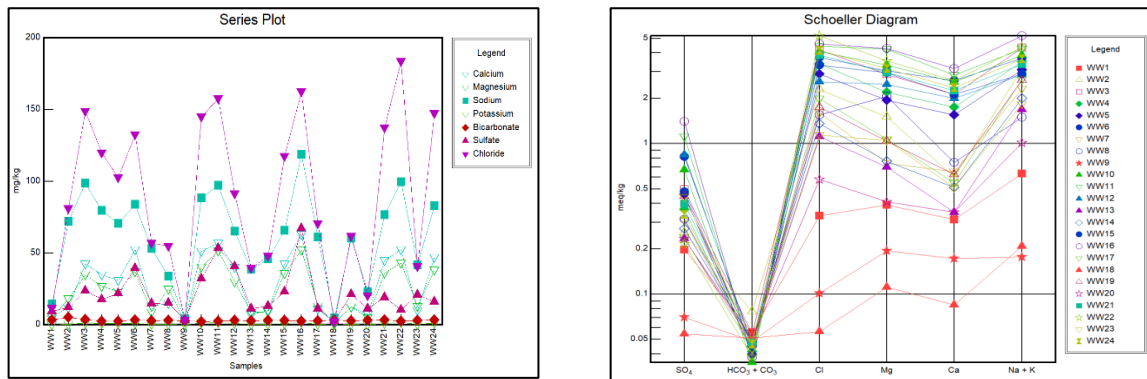 Series Plot
200
150
100
50
0
mg/kg
WW1
WW2
WW3
WW4
WW5
WW6
WW7
WW8
WW9
WW10
WW11
WW12
WW13
WW14
WW15
WW16
WW17
WW18
WW19
WW20
WW21
WW22
WW23
WW24
Samples
Legend
Calcium
Magnesium
Sodium
Potassium
Bicarbonate
Sulfate
Chloride
Schoeller Diagram
5
1
0.5
0.2
0.1
0.05
meq/kg
SO₄
HCO₃ + CO₃
Cl
Mg
Ca
Na + K
Legend
WW1
WW2
WW3
WW4
WW5
WW6
WW7
WW8
WW9
WW10
WW11
WW12
WW13
WW14
WW15
WW16
WW17
WW18
WW19
WW20
WW21
WW22
WW23
WW24